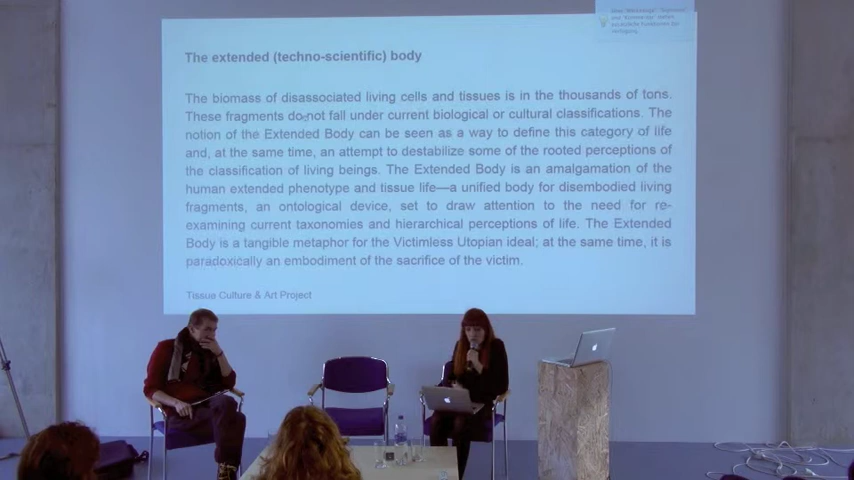 The extended (techno-scientific) body
The biomass of disassociated living cells and tissues is in the thousands of tons.
These fragments do not fall under current biological or cultural classifications. The
notion of the Extended Body can be seen as a way to define this category of life
and, at the same time, an attempt to destabilize some of the rooted perceptions of
the classification of living beings. The Extended Body is an amalgamation of the
human extended phenotype and tissue life—a unified body for disembodied living
fragments, an ontological device, set to draw attention to the need for re-
examining current taxonomies and hierarchical perceptions of life. The Extended
Body is a tangible metaphor for the Victimless Utopian ideal; at the same time, it is
paradoxically an embodiment of the sacrifice of the victim.
Tissue Culture & Art Project